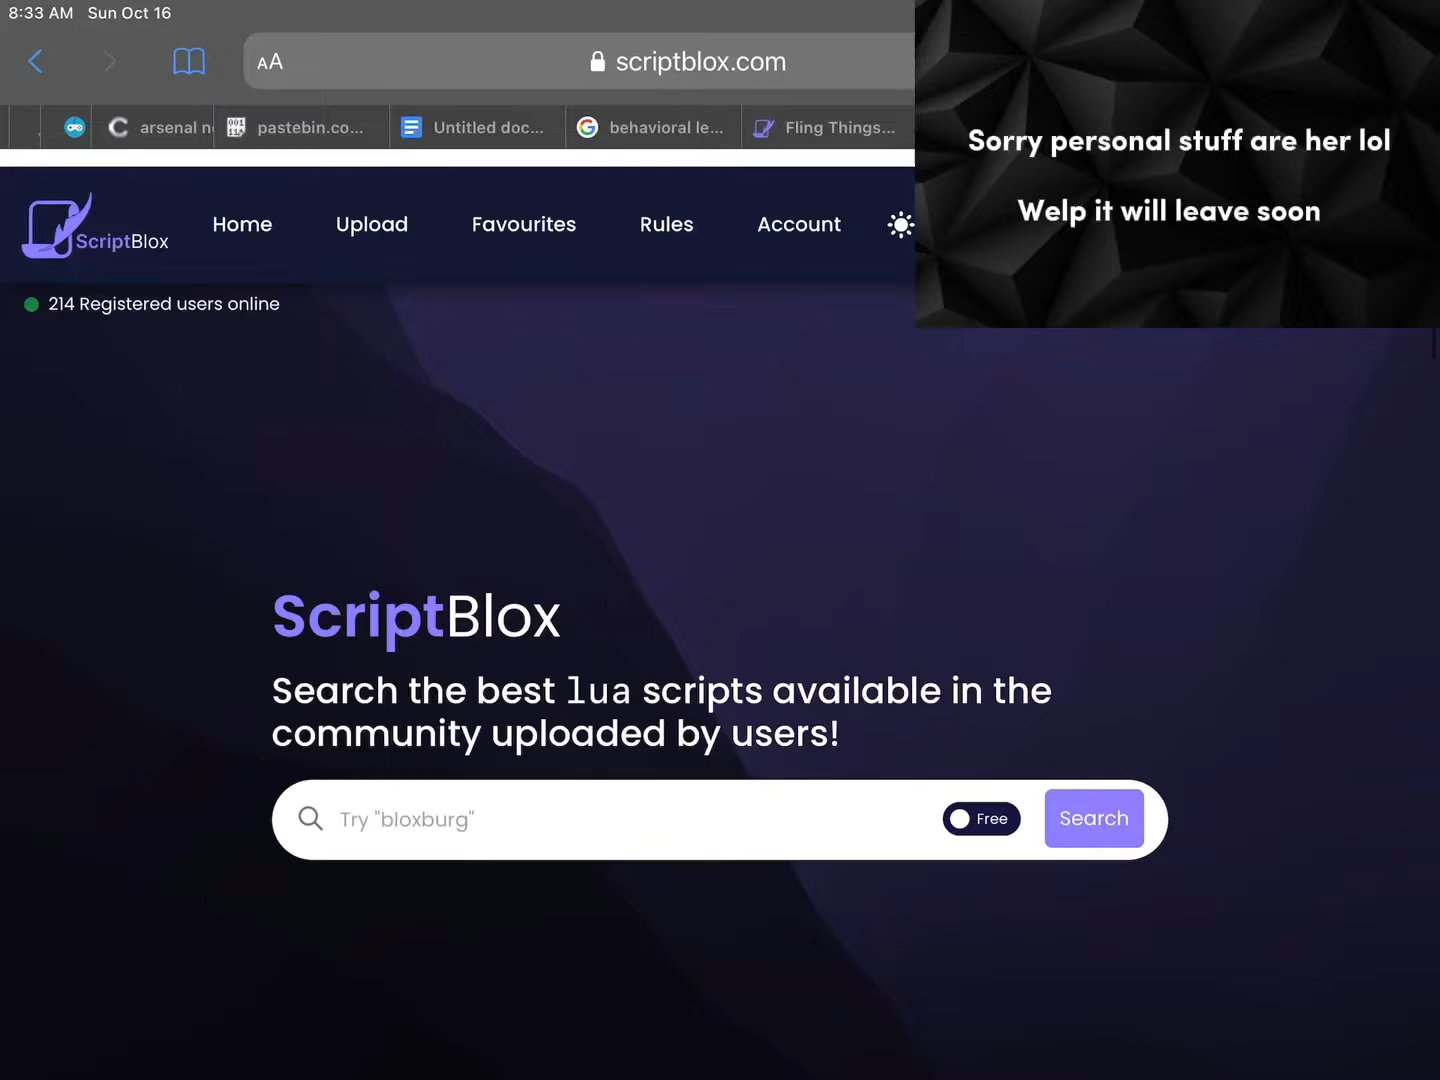 8:33 AM Sun Oct 16
AA scriptblox.com
arsenal n
pastebin.co...
Untitled doc...
behavioral le...
Fling Things...
Sorry personal stuff are her lol
Welp it will leave soon
ScriptBlox
Home
Upload
Favourites
Rules
Account
214 Registered users online
ScriptBlox
Search the best lua scripts available in the
community uploaded by users!
Try "bloxburg"
Free
Search